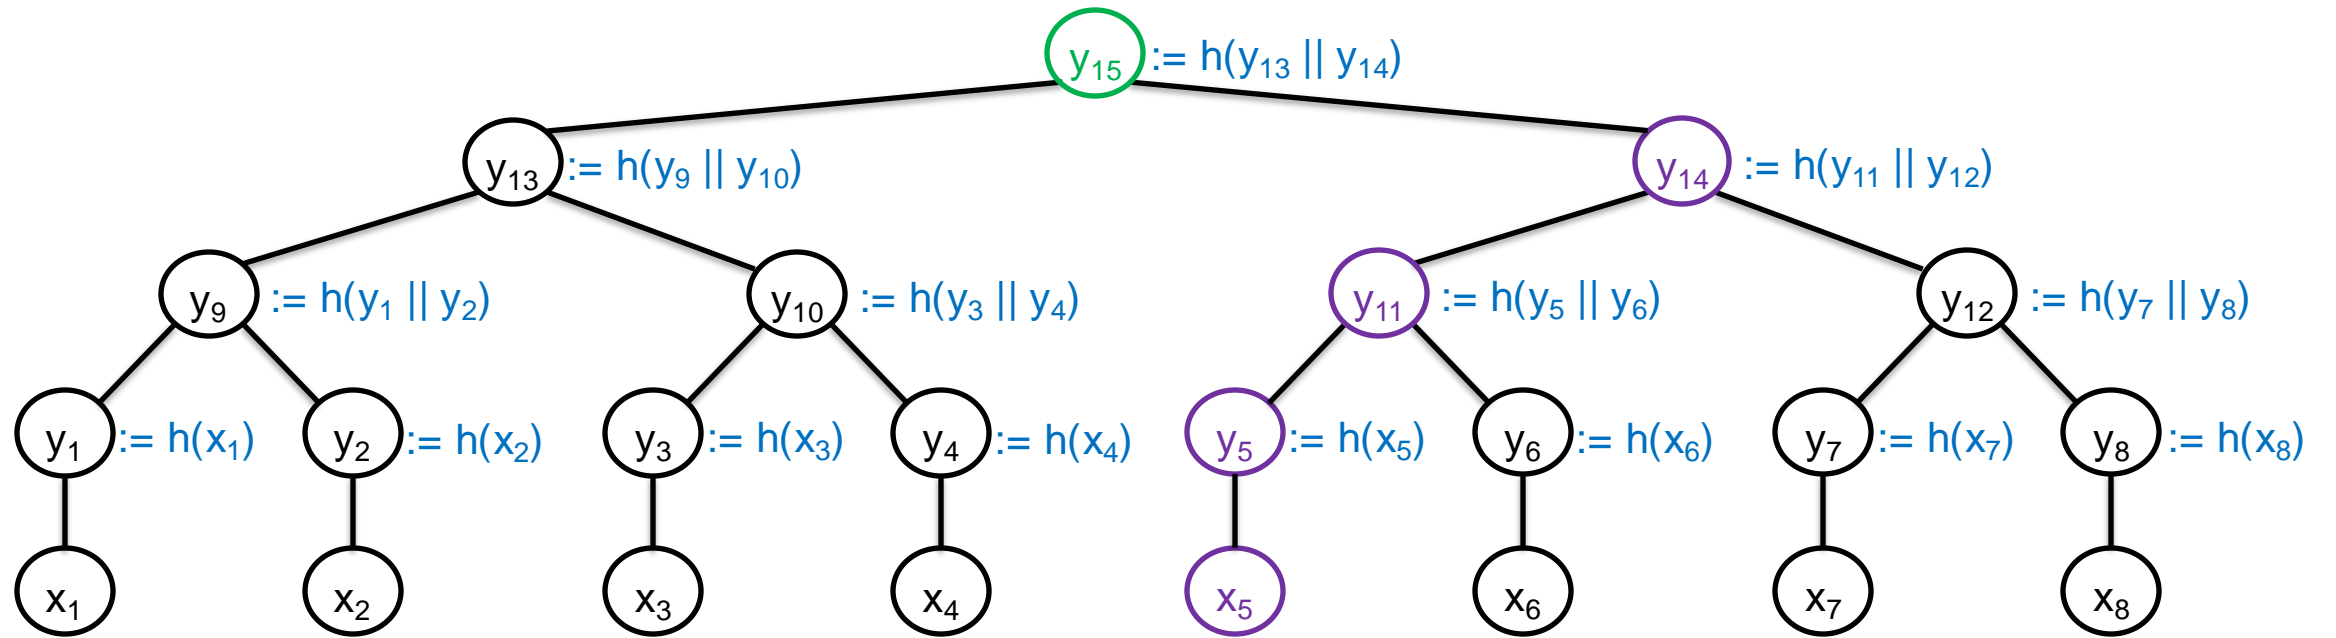 y₁₅ := h(y₁₃ || y₁₄)
y₁₃ := h(y₉ || y₁₀) y₁₄ := h(y₁₁ || y₁₂)
y₉ := h(y₁ || y₂) y₁₀ := h(y₃ || y₄) y₁₁ := h(y₅ || y₆) y₁₂ := h(y₇ || y₈)
y₁ := h(x₁) y₂ := h(x₂) y₃ := h(x₃) y₄ := h(x₄) y₅ := h(x₅) y₆ := h(x₆) y₇ := h(x₇) y₈ := h(x₈)
x₁ x₂ x₃ x₄ x₅ x₆ x₇ x₈